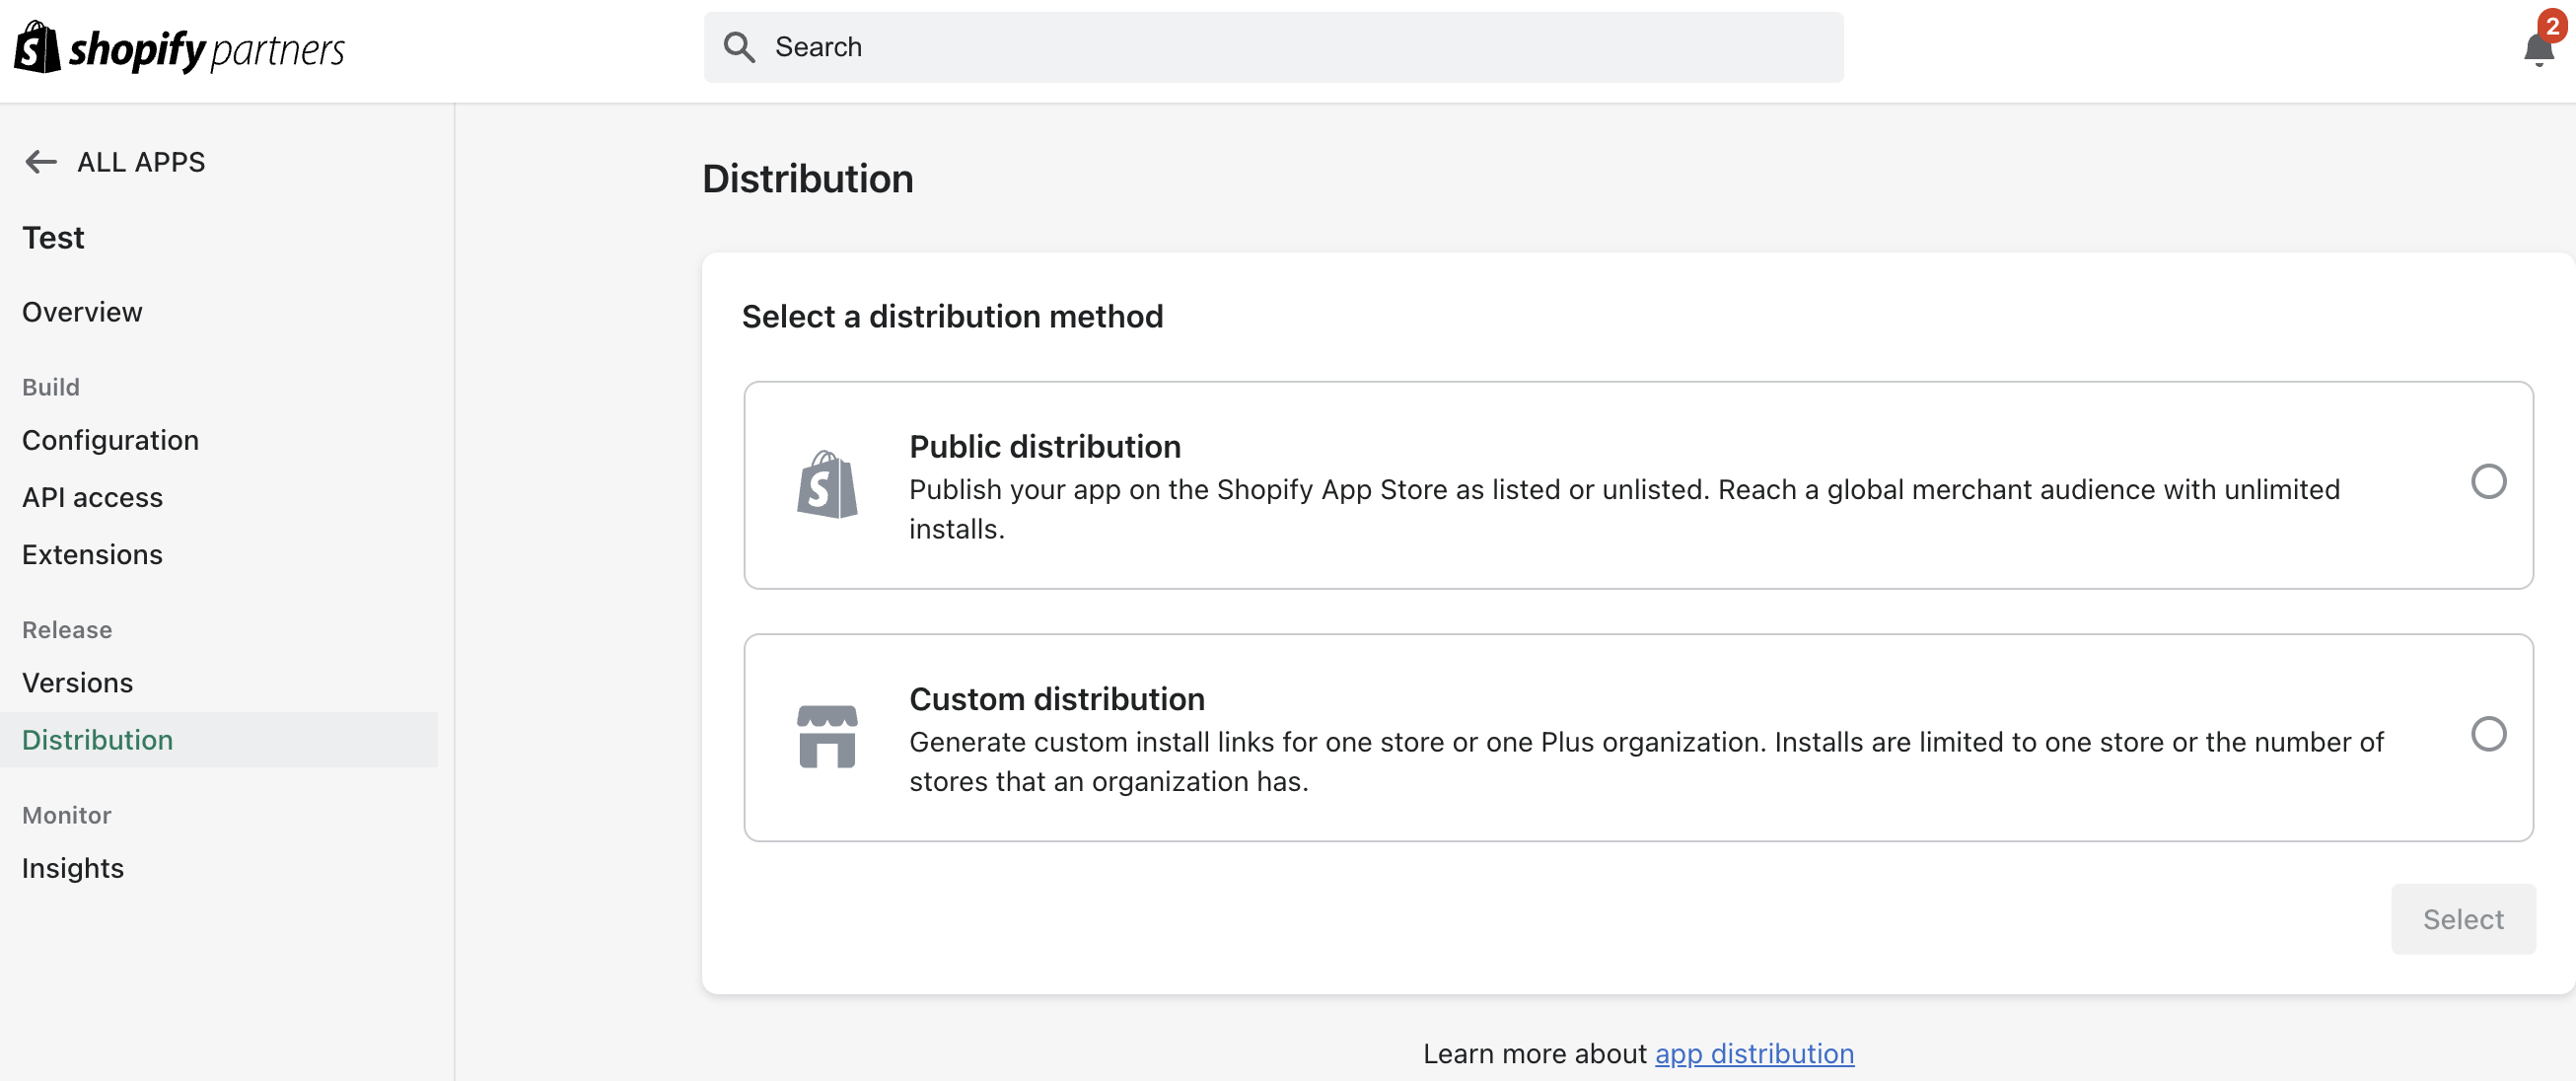 shopify partners
Search
2
ALL APPS
Test
Overview
Build
Configuration
API access
Extensions
Release
Versions
Distribution
Monitor
Insights
Distribution
Select a distribution method
Public distribution
Publish your app on the Shopify App Store as listed or unlisted. Reach a global merchant audience with unlimited
installs.
Custom distribution
Generate custom install links for one store or one Plus organization. Installs are limited to one store or the number of
stores that an organization has.
Select
Learn more about app distribution